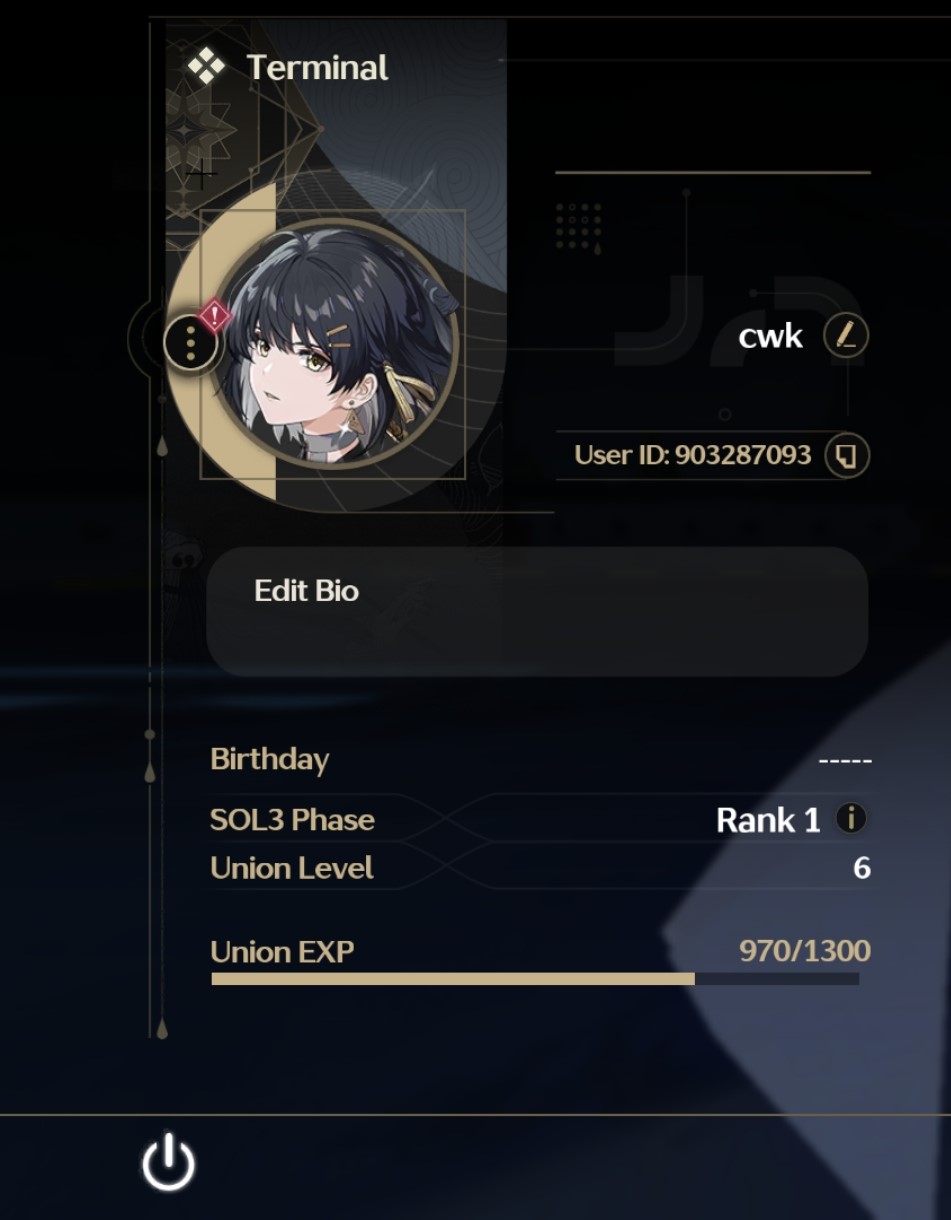 Terminal
cwk
User ID: 903287093
Edit Bio
Birthday -----
SOL3 Phase Rank 1
Union Level 6
Union EXP 970/1300